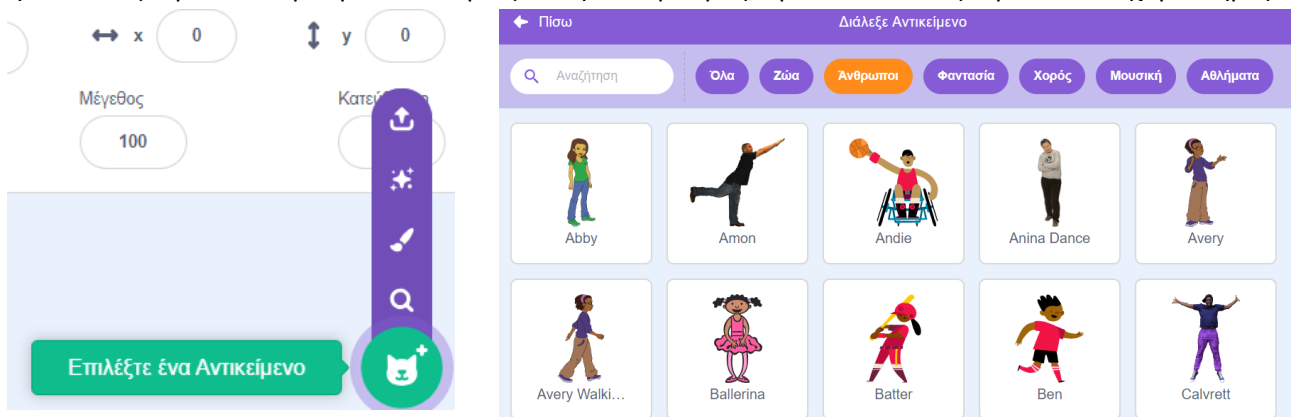 x 0 y 0
Μέγεθος
100
Επιλέξτε ένα Αντικείμενο
Πίσω Διάλεξε Αντικείμενο
Αναζήτηση Όλα Ζώα Άνθρωποι Φαντασία Χορός Μουσική Αθλήματα
Abby Amon Andie Anina Dance Avery
Avery Walki... Ballerina Batter Ben Calvrett